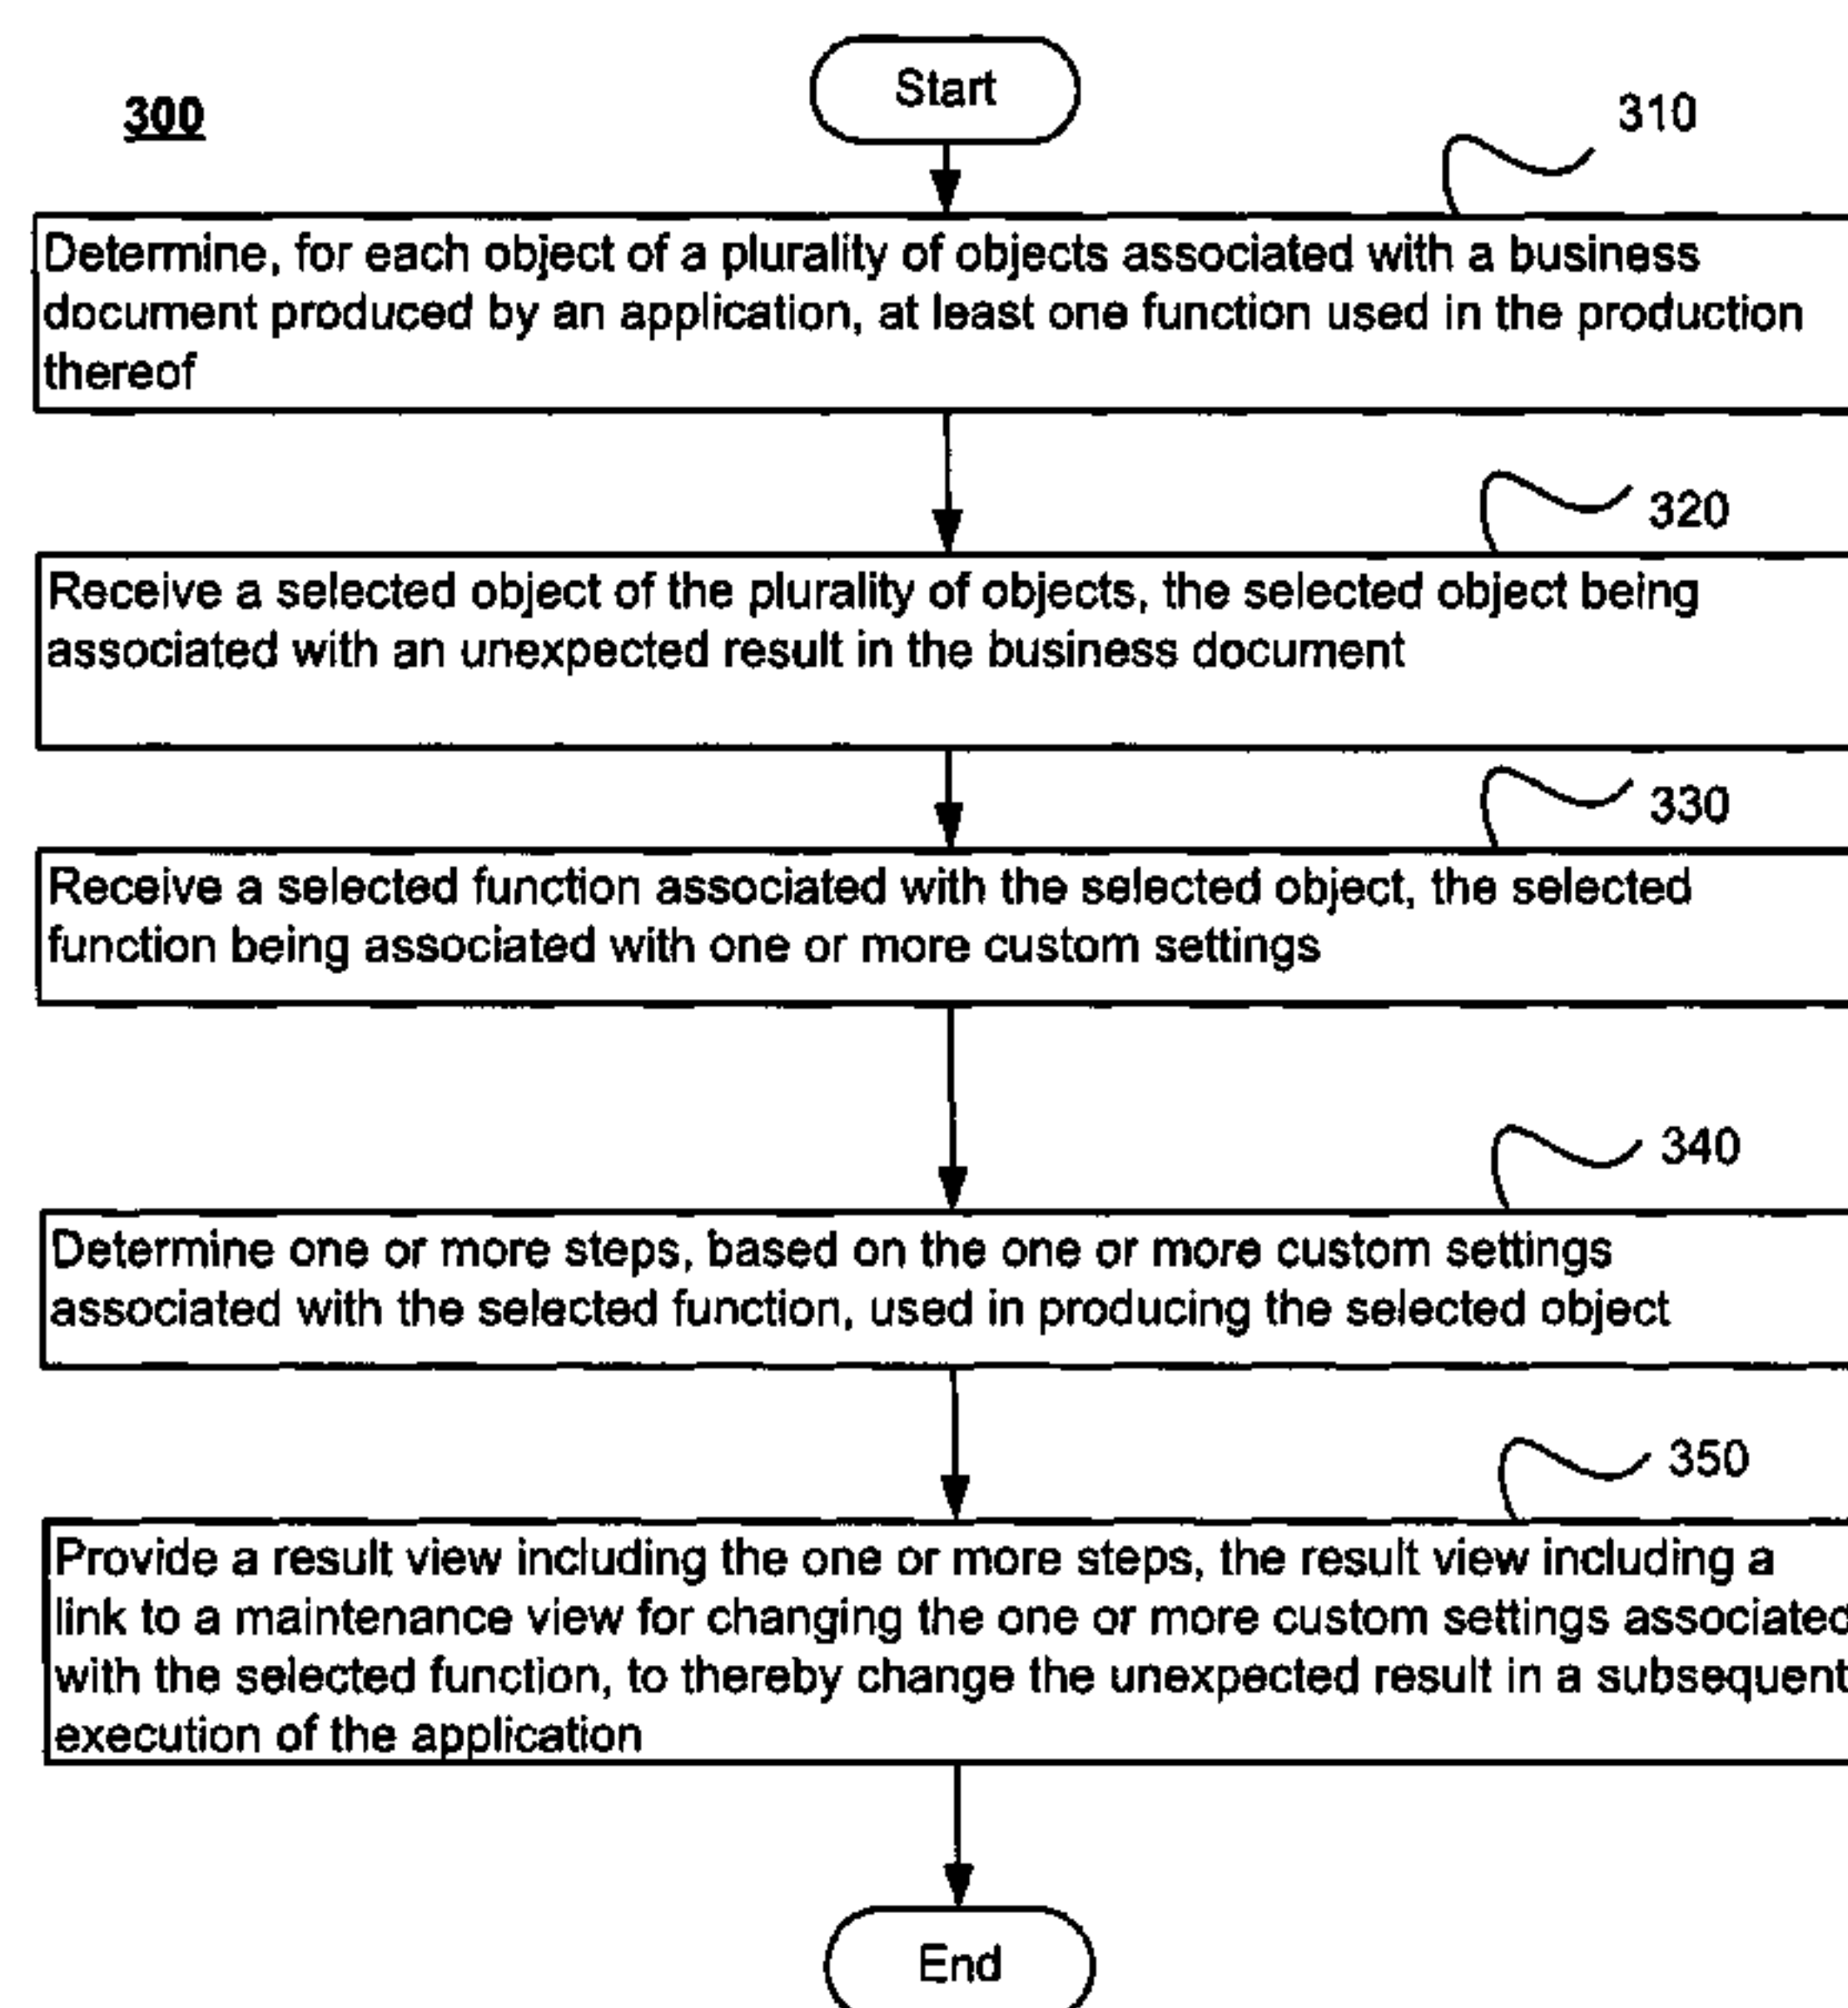 Start
300
310
Determine, for each object of a plurality of objects associated with a business
document produced by an application, at least one function used in the production
thereof
320
Receive a selected object of the plurality of objects, the selected object being
associated with an unexpected result in the business document
330
Receive a selected function associated with the selected object, the selected
function being associated with one or more custom settings
340
Determine one or more steps, based on the one or more custom settings
associated with the selected function, used in producing the selected object
350
Provide a result view including the one or more steps, the result view including a
link to a maintenance view for changing the one or more custom settings associated
with the selected function, to thereby change the unexpected result in a subsequent
execution of the application
End